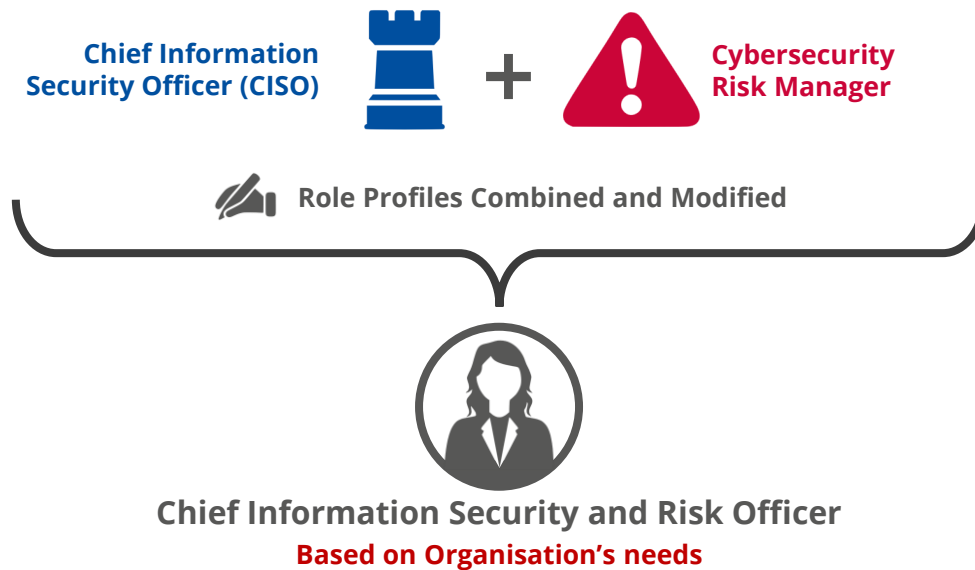 Chief Information
Security Officer (CISO)
Cybersecurity
Risk Manager
Role Profiles Combined and Modified
Chief Information Security and Risk Officer
Based on Organisation's needs